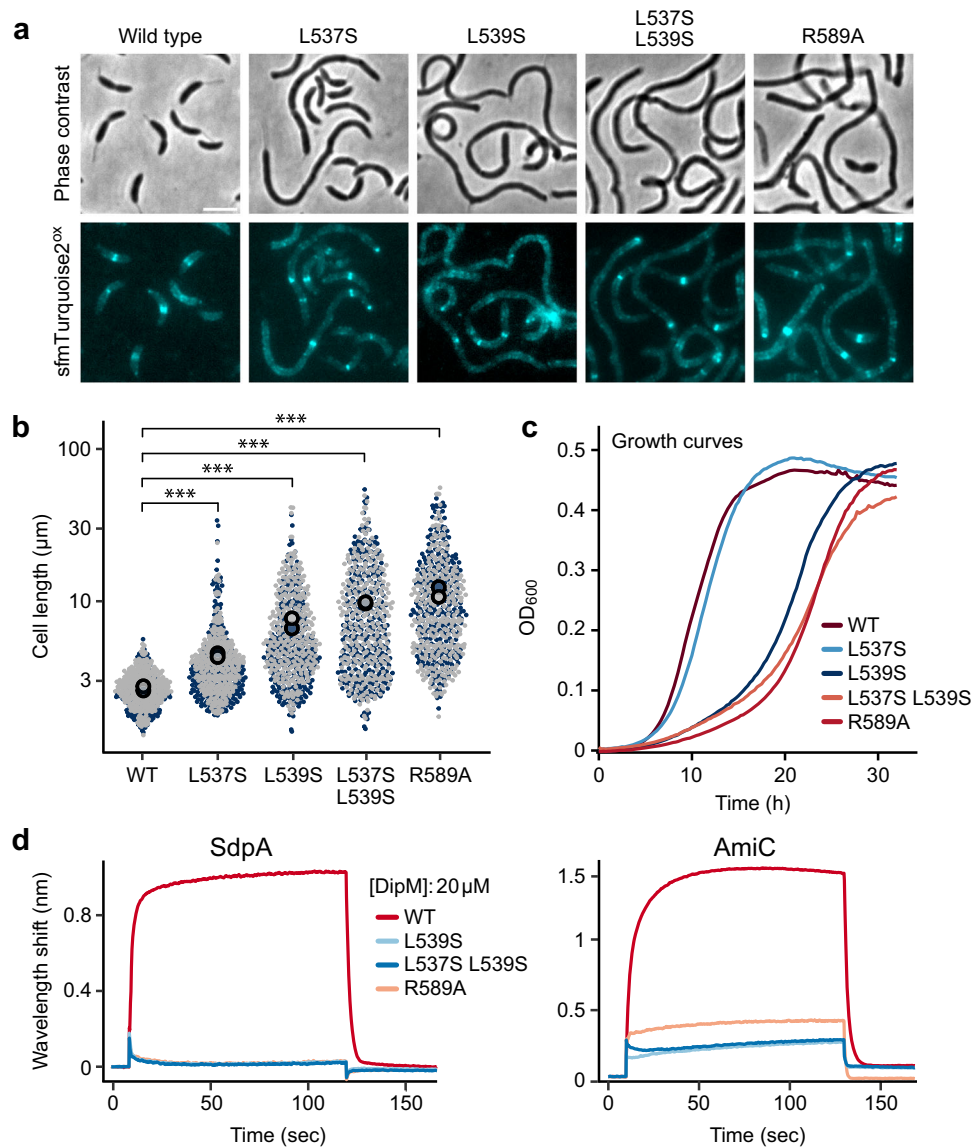 a
Wild type
L537S
L539S
L537S
L539S
R589A
Phase contrast
sfmTurquoise2ox
b
***
***
***
***
100
30
10
3
Cell length (µm)
WT
L537S
L539S
L537S
L539S
R589A
c
Growth curves
0.5
0.4
0.3
0.2
0.1
0
OD600
WT
L537S
L539S
L537S L539S
R589A
0
10
20
30
Time (h)
d
SdpA
[DipM]: 20 µM
WT
L539S
L537S L539S
R589A
0.8
0.4
0
Wavelength shift (nm)
0
50
100
150
Time (sec)
AmiC
1.5
1
0.5
0
0
50
100
150
Time (sec)